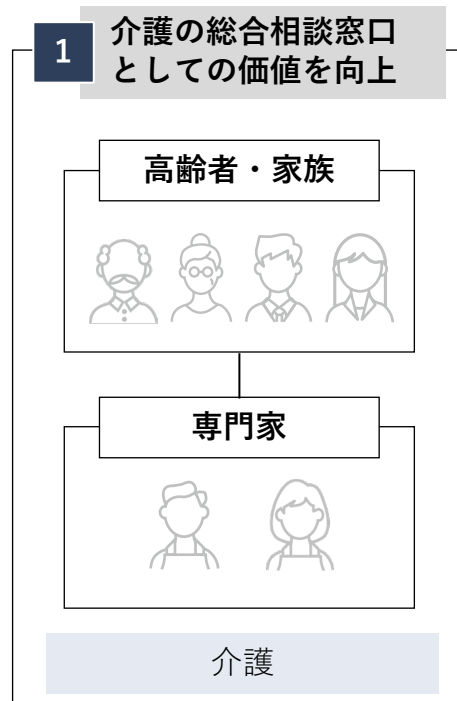 1
介護の総合相談窓口
としての価値を向上
高齢者・家族
専門家
介護